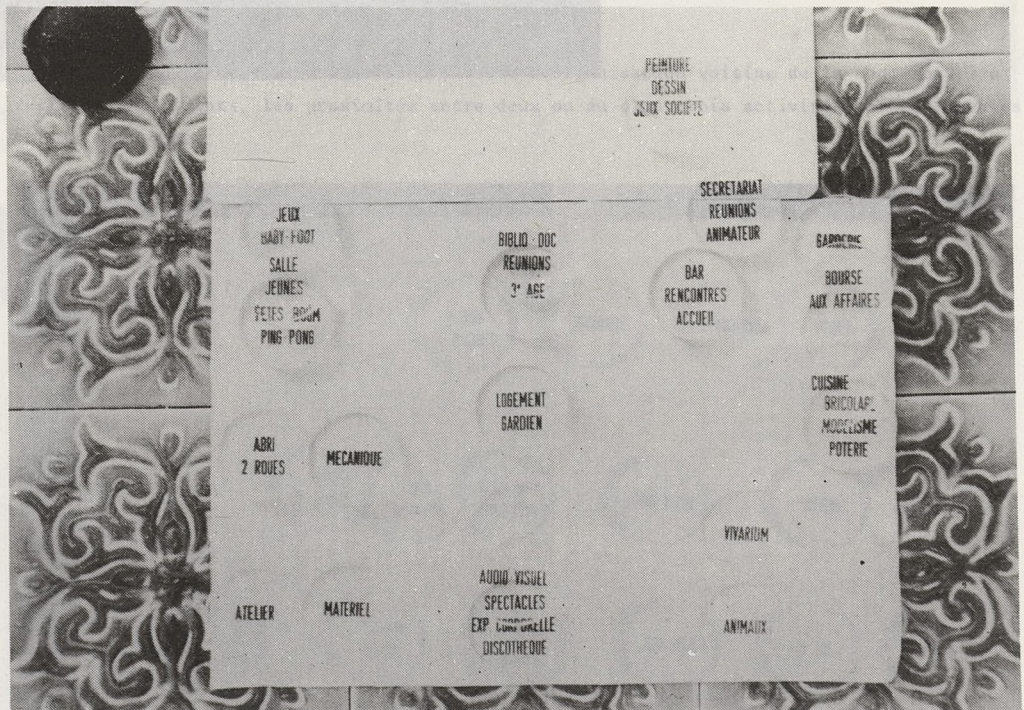 PEINTURE
DESSIN
JEUX SOCIETE
SECRETARIAT
REUNIONS
ANIMATEUR
JEUX
BABY-FOOT
SALLE
JEUNES
FETES BOUM
PING PONG
BIBLIO DOC
REUNIONS
3e AGE
BAR
RENCONTRES
ACCUEIL
GARDERIE
BOURSE
AUX AFFAIRES
LOGEMENT
GARDIEN
CUISINE
BRICOLAGE
MODELISME
POTERIE
ABRI
2 ROUES
MECANIQUE
VIVARIUM
AUDIO VISUEL
SPECTACLES
EXP CORPORELLE
DISCOTHEQUE
ATELIER
MATERIEL
ANIMAUX